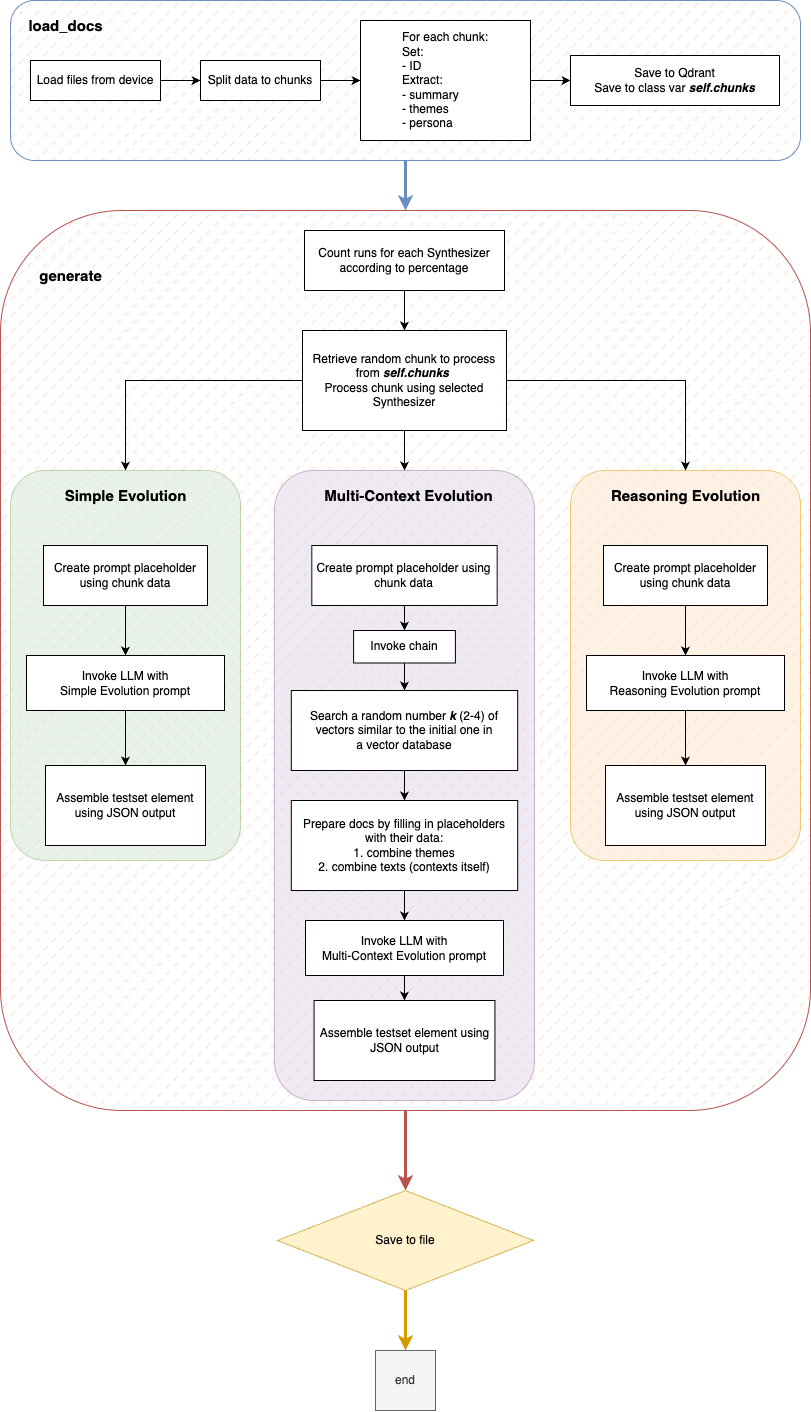 load_docs
Load files from device
Split data to chunks
For each chunk:
Set:
- ID
Extract:
- summary
- themes
- persona
Save to Qdrant
Save to class var self.chunks
generate
Count runs for each Synthesizer
according to percentage
Retrieve random chunk to process
from self.chunks
Process chunk using selected
Synthesizer
Simple Evolution
Create prompt placeholder
using chunk data
Invoke LLM with
Simple Evolution prompt
Assemble testset element
using JSON output
Multi-Context Evolution
Create prompt placeholder using
chunk data
Invoke chain
Search a random number k (2-4) of
vectors similar to the initial one in
a vector database
Prepare docs by filling in placeholders
with their data:
1. combine themes
2. combine texts (contexts itself)
Invoke LLM with
Multi-Context Evolution prompt
Assemble testset element using
JSON output
Reasoning Evolution
Create prompt placeholder
using chunk data
Invoke LLM with
Reasoning Evolution prompt
Assemble testset element
using JSON output
Save to file
end